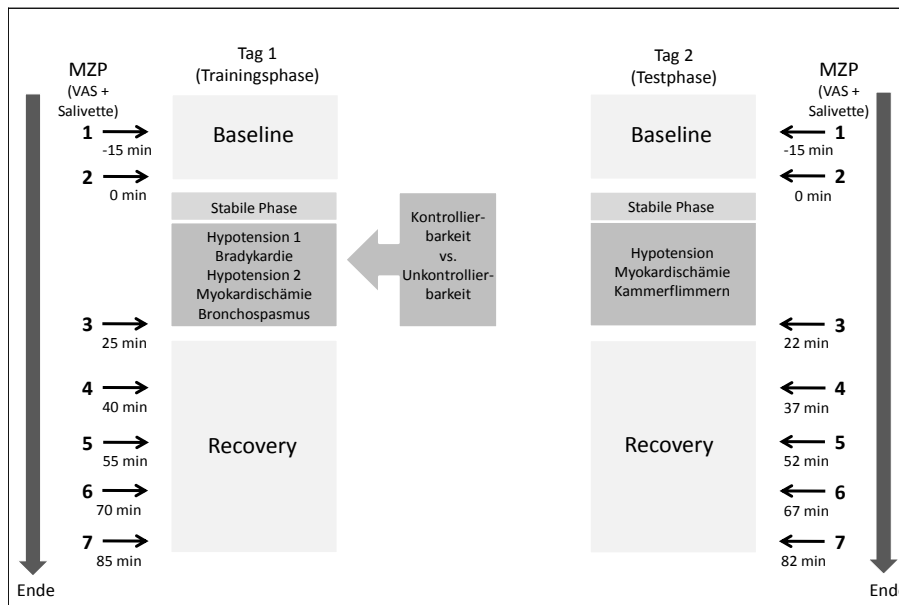 Tag 1
(Trainingsphase)
MZP
(VAS +
Salivette)
1
-15 min
2
0 min
3
25 min
4
40 min
5
55 min
6
70 min
7
85 min
Ende
Baseline
Stabile Phase
Hypotension 1
Bradykardie
Hypotension 2
Myokardischämie
Bronchospasmus
Recovery
Kontrollier-
barkeit
vs.
Unkontrollier-
barkeit
Tag 2
(Testphase)
Baseline
Stabile Phase
Hypotension
Myokardischämie
Kammerflimmern
Recovery
MZP
(VAS +
Salivette)
1
-15 min
2
0 min
3
22 min
4
37 min
5
52 min
6
67 min
7
82 min
Ende